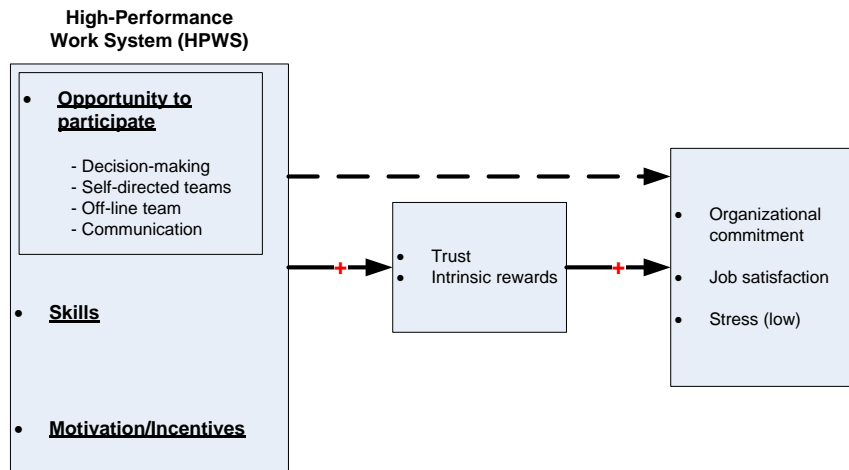 High-Performance
Work System (HPWS)
• Opportunity to
participate
- Decision-making
- Self-directed teams
- Off-line team
- Communication
• Skills
• Motivation/Incentives
+
• Trust
• Intrinsic rewards
+
• Organizational
commitment
• Job satisfaction
• Stress (low)